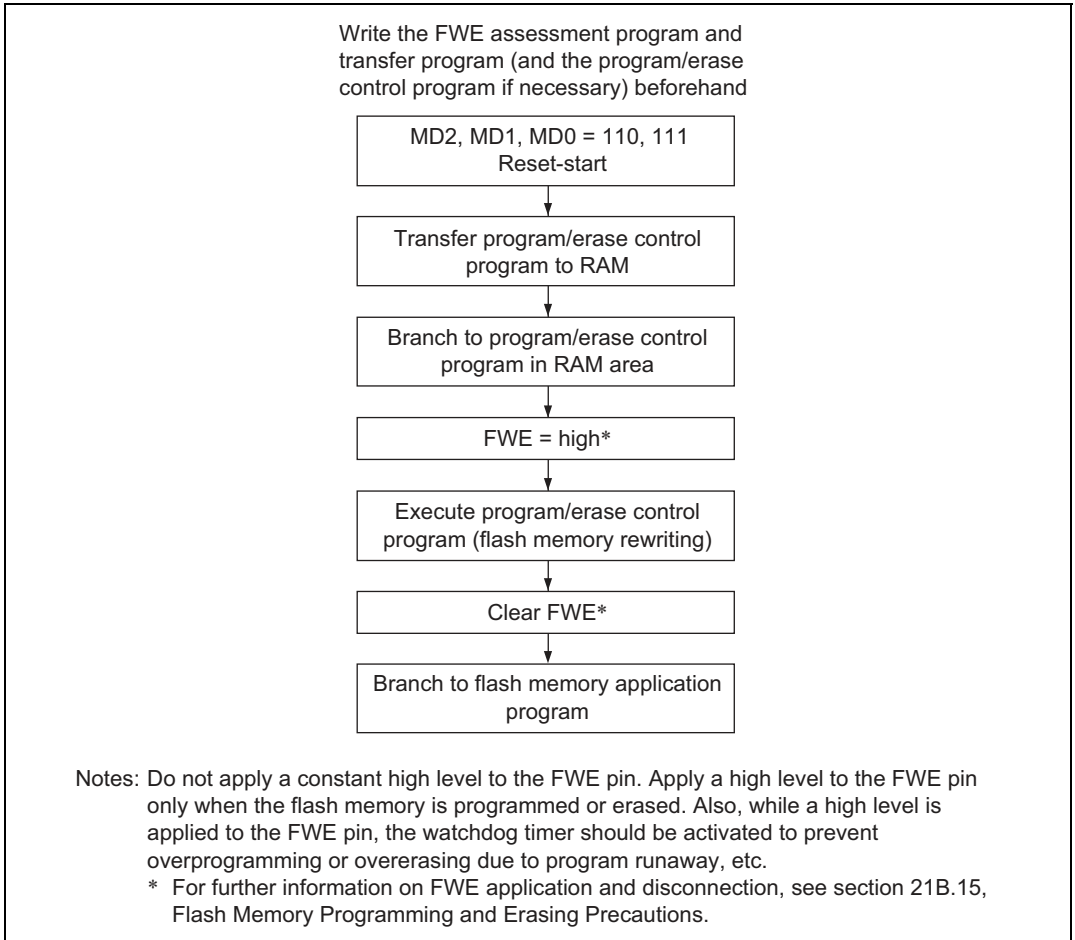 Write the FWE assessment program and
transfer program (and the program/erase
control program if necessary) beforehand
MD2, MD1, MD0 = 110, 111
Reset-start
Transfer program/erase control
program to RAM
Branch to program/erase control
program in RAM area
FWE = high*
Execute program/erase control
program (flash memory rewriting)
Clear FWE*
Branch to flash memory application
program
Notes: Do not apply a constant high level to the FWE pin. Apply a high level to the FWE pin
only when the flash memory is programmed or erased. Also, while a high level is
applied to the FWE pin, the watchdog timer should be activated to prevent
overprogramming or overerasing due to program runaway, etc.
* For further information on FWE application and disconnection, see section 21B.15,
Flash Memory Programming and Erasing Precautions.